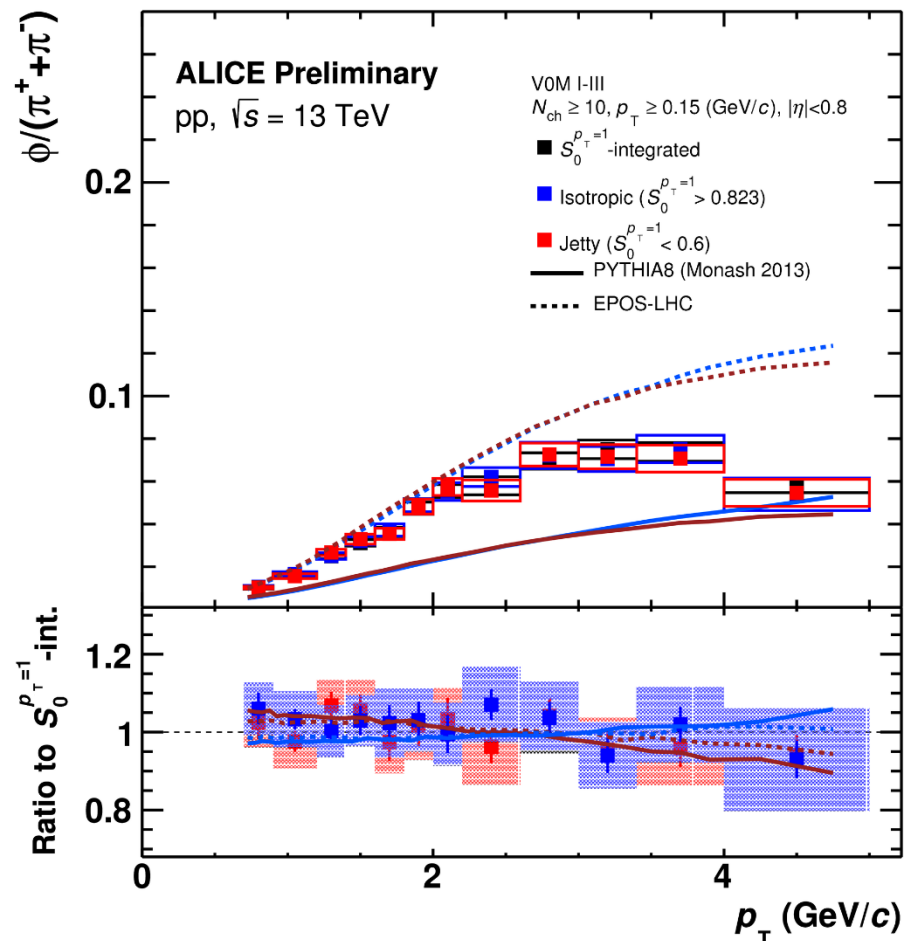 ϕ/(π⁺+π⁻)
ALICE Preliminary
pp, √s = 13 TeV
V0M I-III
N_ch ≥ 10, p_T ≥ 0.15 (GeV/c), |η|<0.8
S_0^{p_T=1}-integrated
Isotropic (S_0^{p_T=1} > 0.823)
Jetty (S_0^{p_T=1} < 0.6)
PYTHIA8 (Monash 2013)
EPOS-LHC
0.2
0.1
Ratio to S_0^{p_T=1}-int.
1.2
1
0.8
0 2 4
p_T (GeV/c)